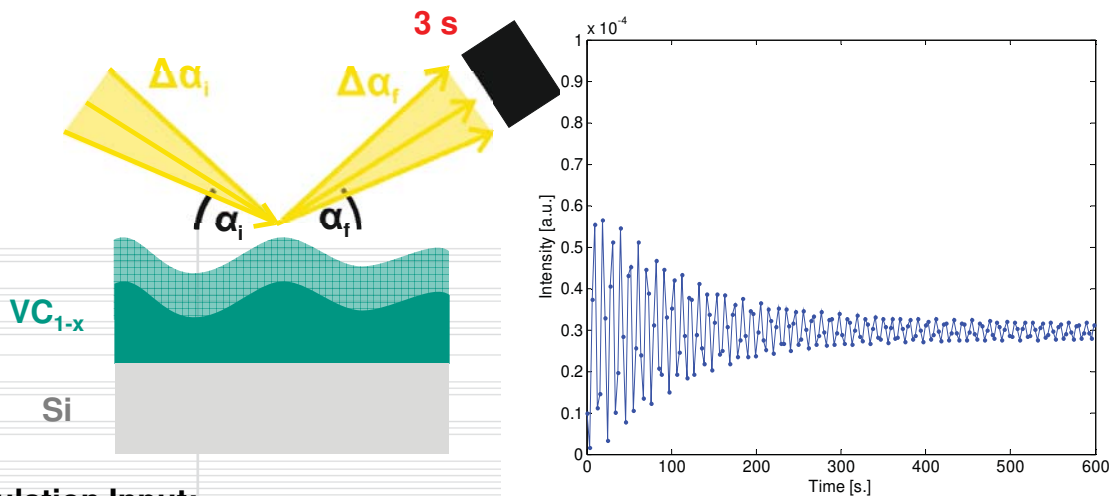 3 s
Δαi
Δαf
αi
αf
VC1-x
Si
x 10^-4
1
0.9
0.8
0.7
0.6
0.5
0.4
0.3
0.2
0.1
0
Intensity [a.u.]
0 100 200 300 400 500 600
Time [s.]